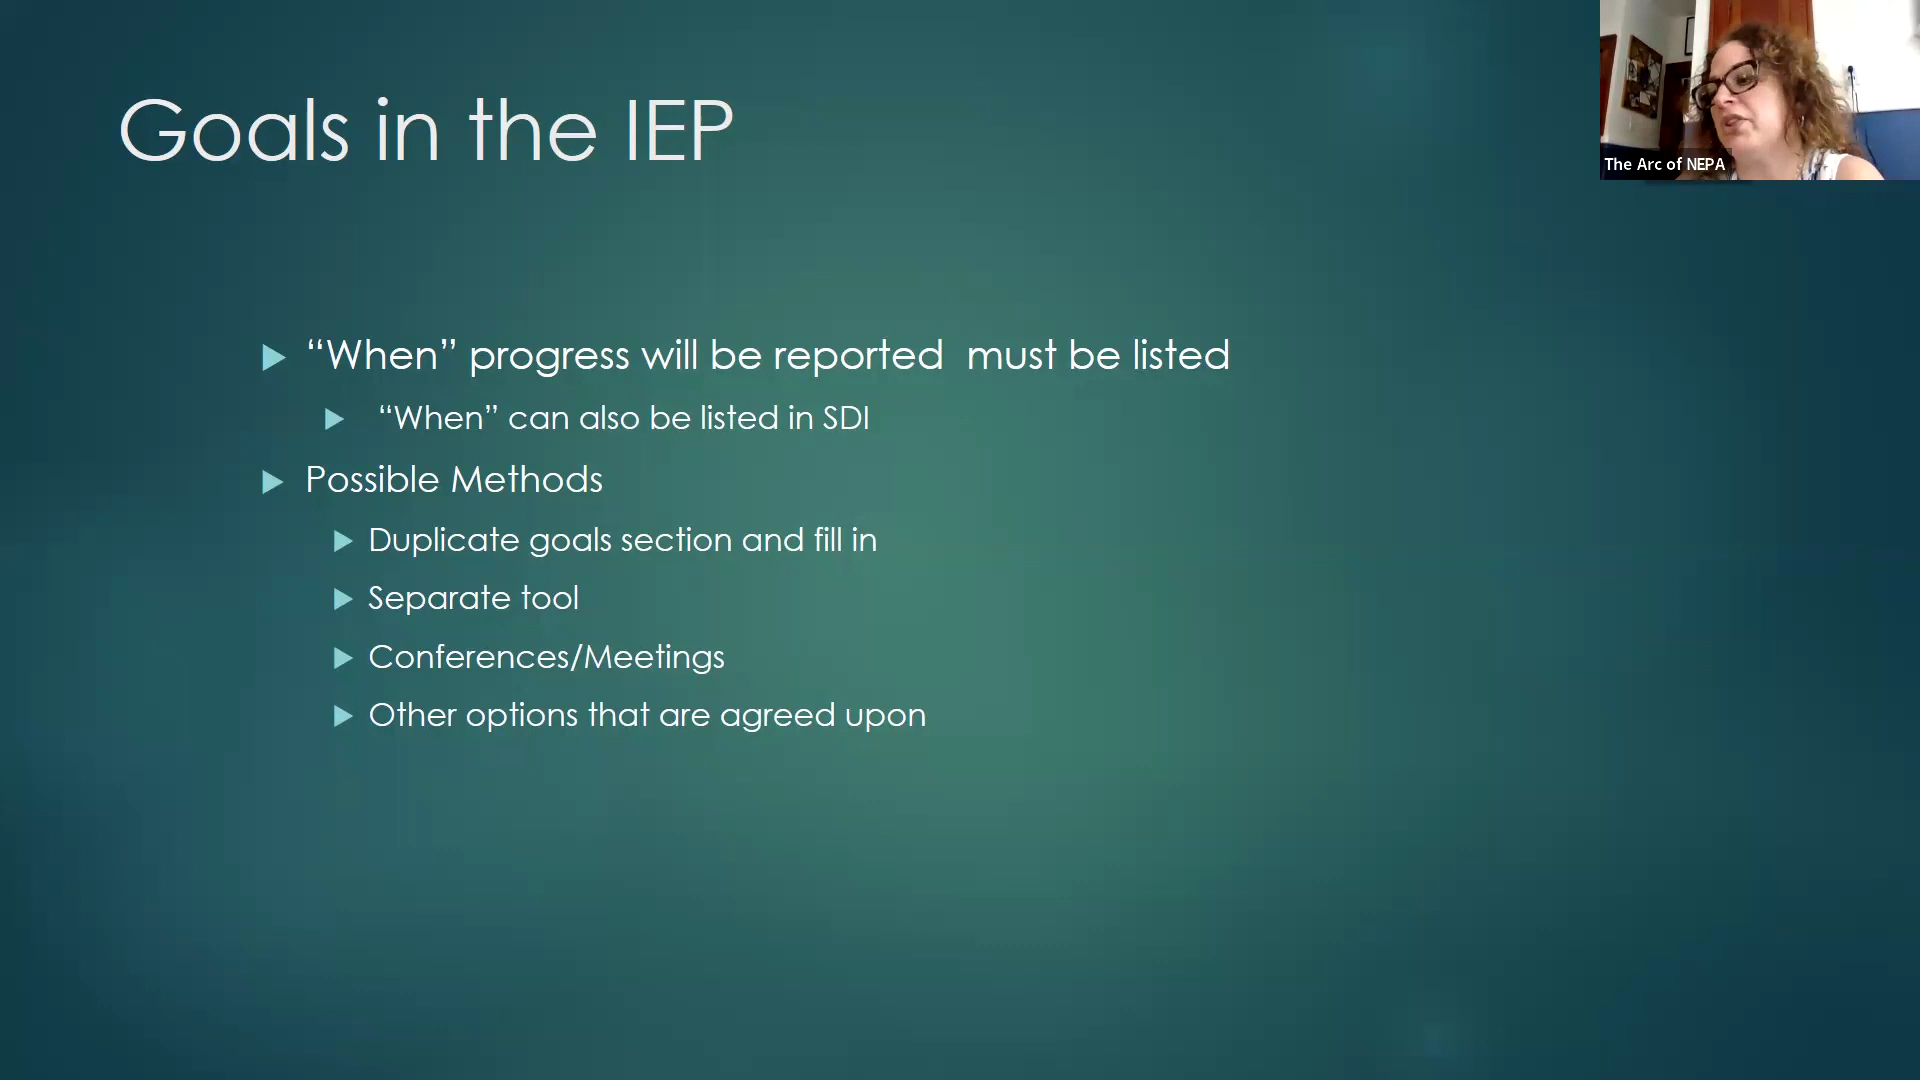 Goals in the IEP
The Arc of NEPA
“When” progress will be reported  must be listed
“When” can also be listed in SDI
Possible Methods
Duplicate goals section and fill in
Separate tool
Conferences/Meetings
Other options that are agreed upon